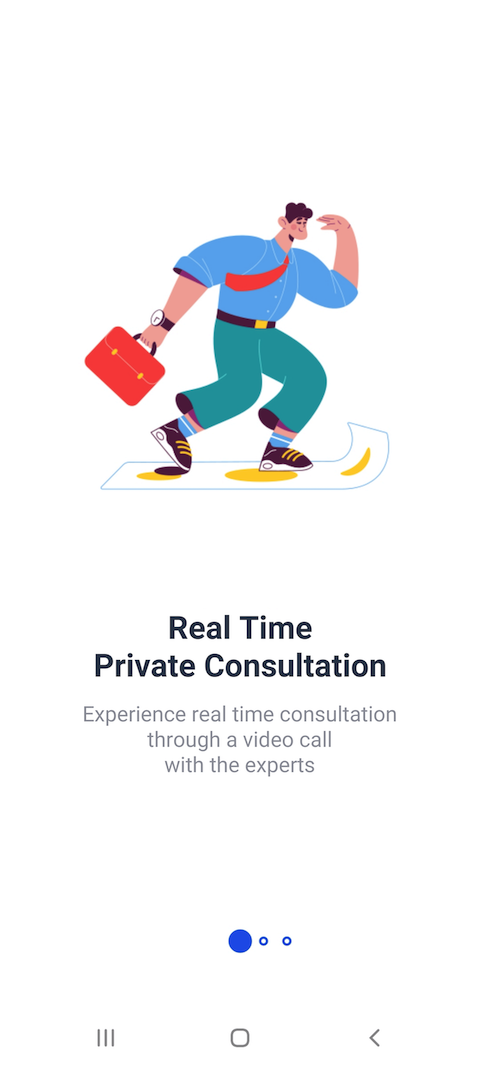 Real Time
Private Consultation
Experience real time consultation
through a video call
with the experts